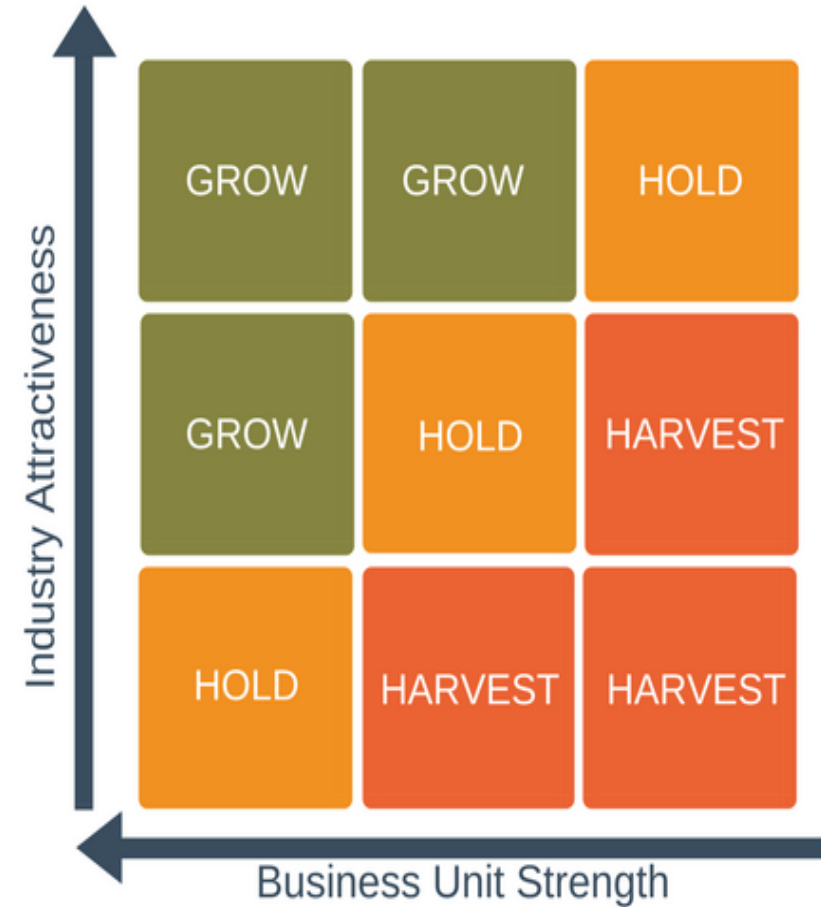 Industry Attractiveness
GROW GROW HOLD
GROW HOLD HARVEST
HOLD HARVEST HARVEST
Business Unit Strength